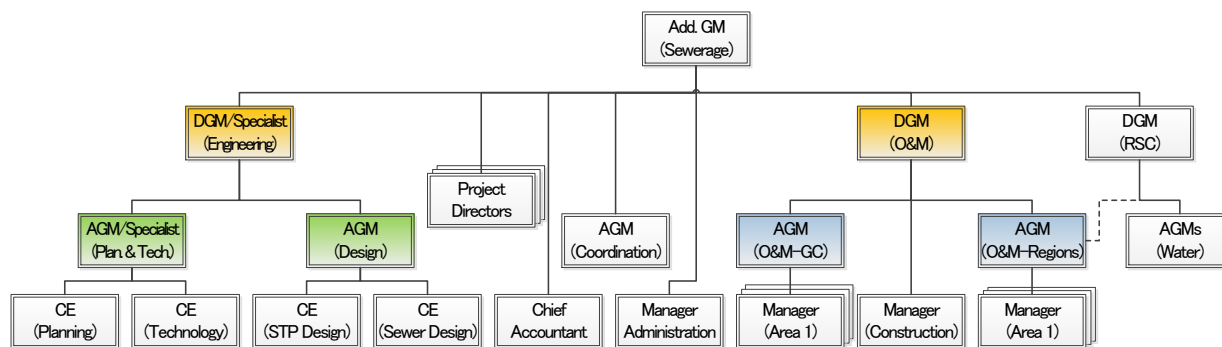 Add. GM
(Sewerage)
DGM/Specialist
(Engineering)
DGM
(O&M)
DGM
(RSC)
Project
Directors
AGM/Specialist
(Plan. & Tech.)
AGM
(Design)
AGM
(Coordination)
AGM
(O&M-GC)
AGM
(O&M-Regions)
AGMs
(Water)
CE
(Planning)
CE
(Technology)
CE
(STP Design)
CE
(Sewer Design)
Chief
Accountant
Manager
Administration
Manager
(Area 1)
Manager
(Construction)
Manager
(Area 1)